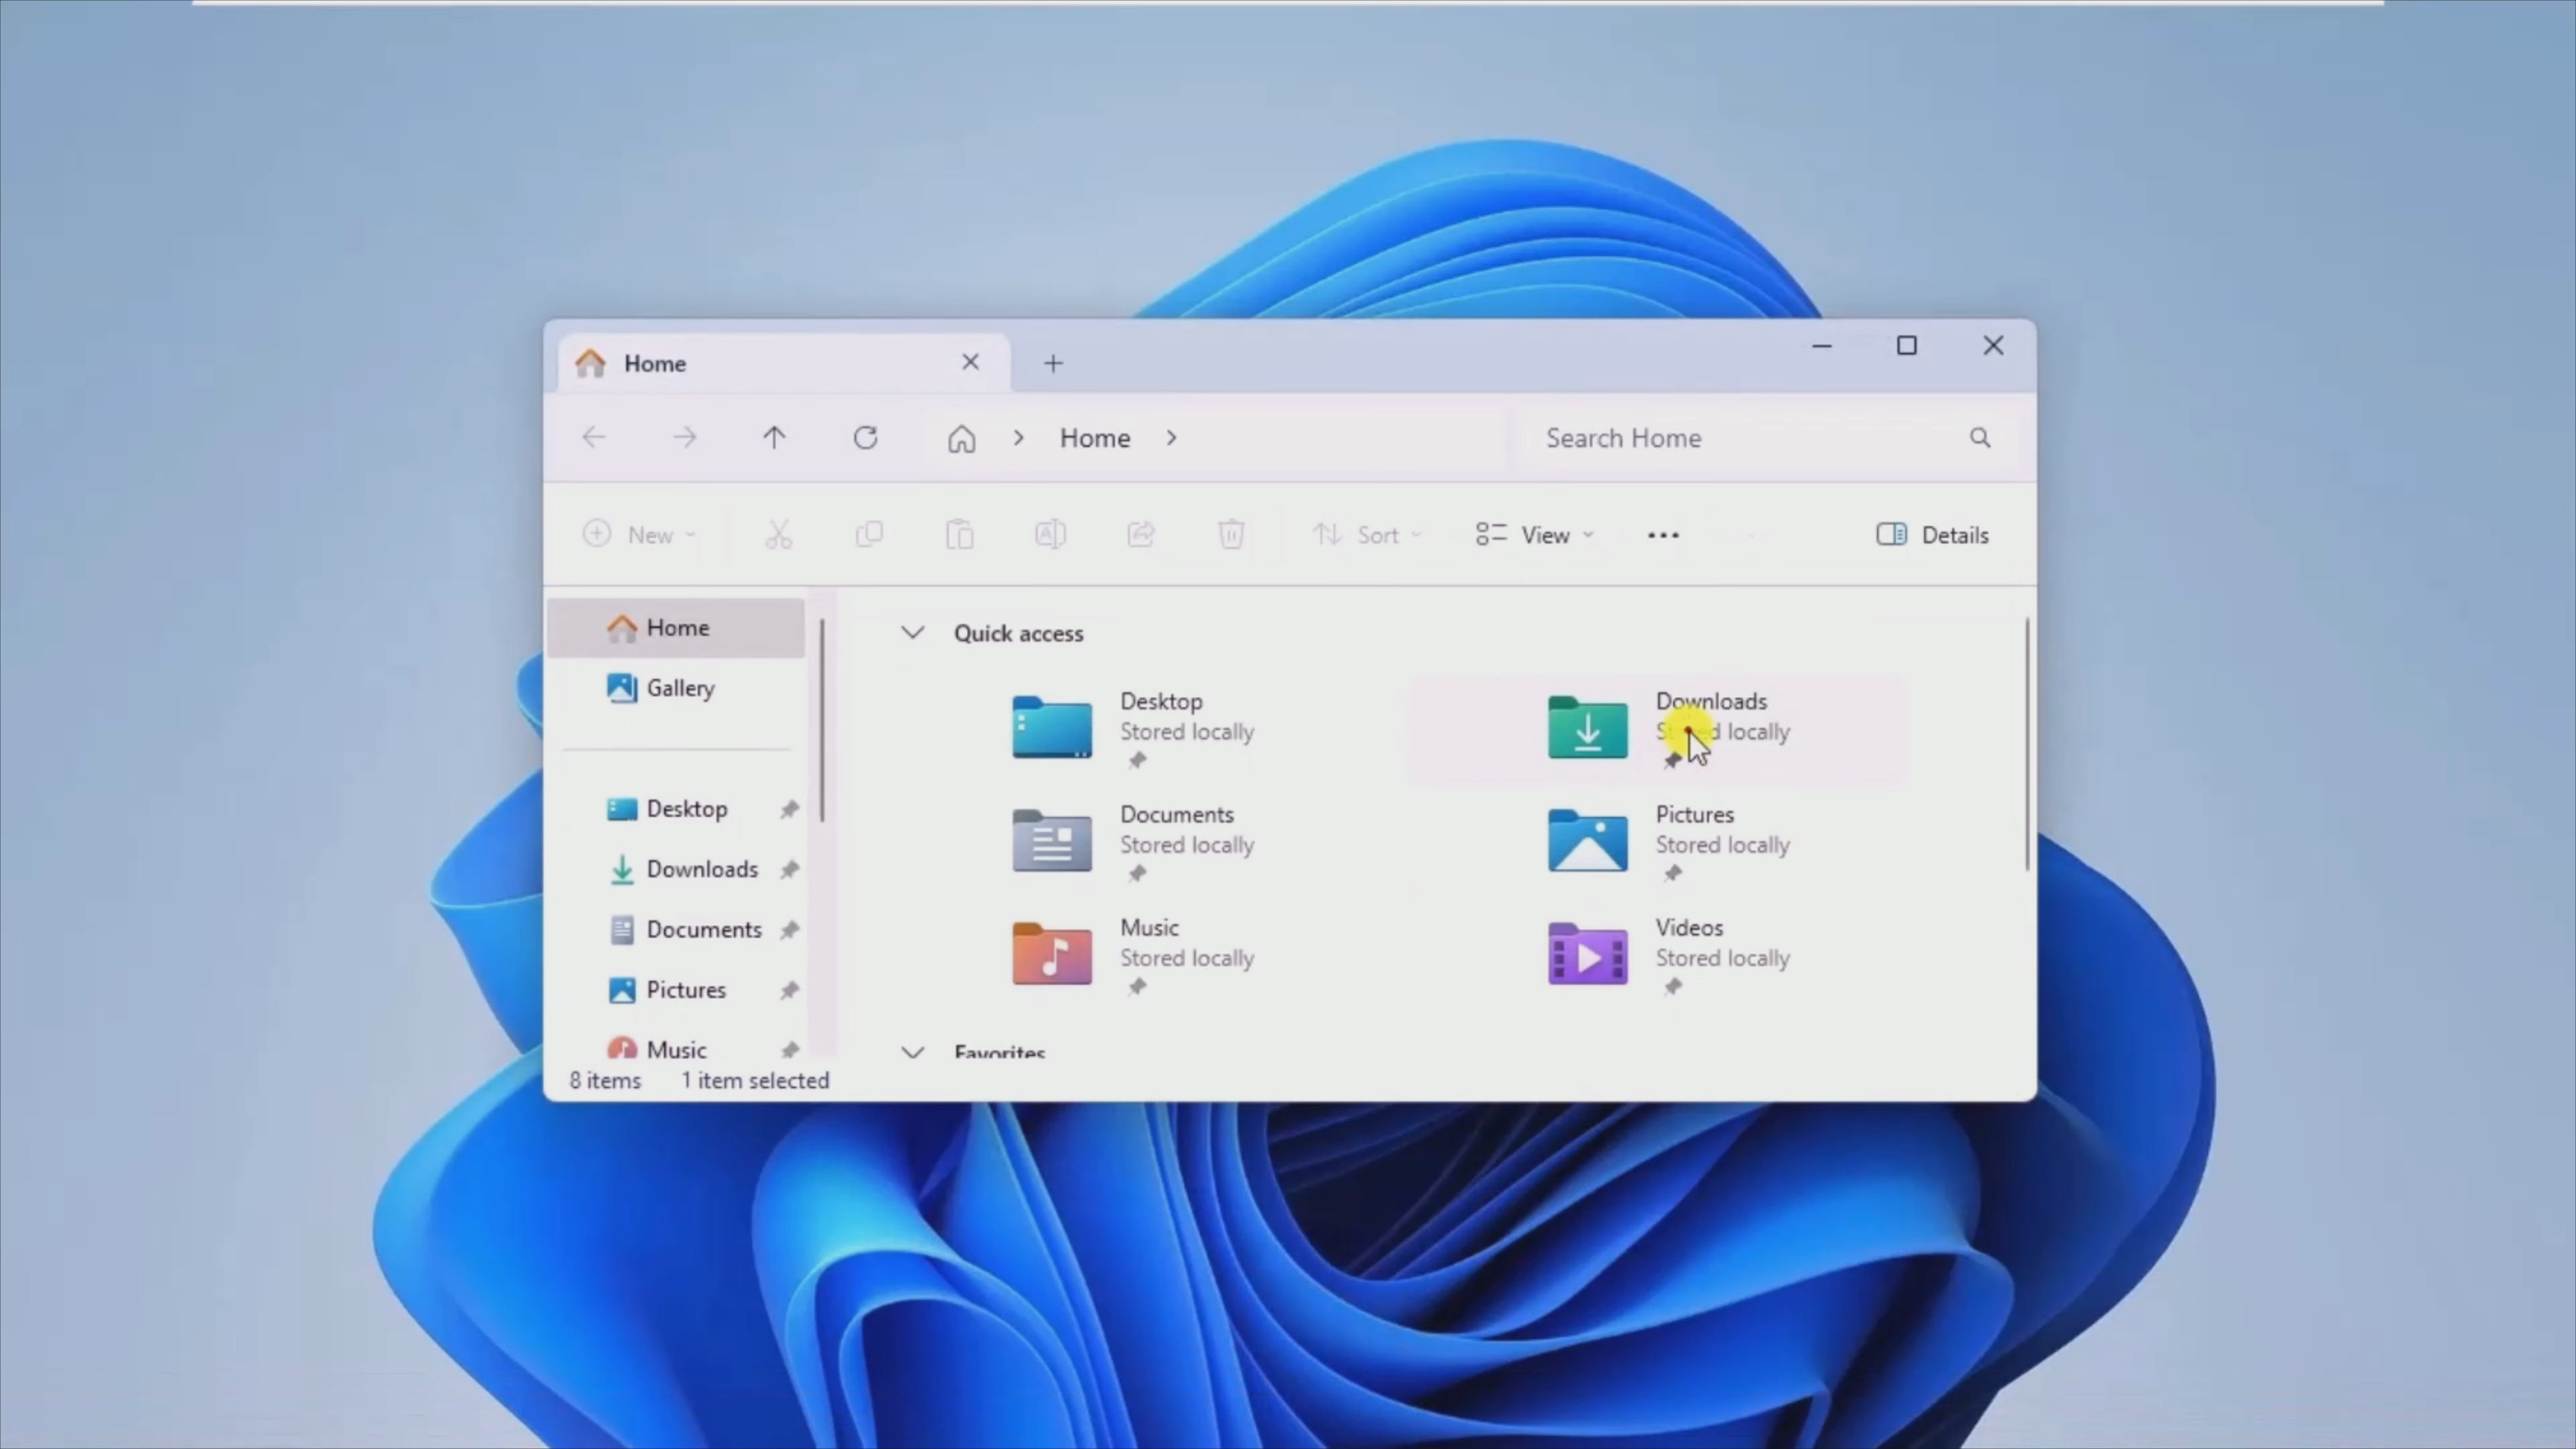 Home
Home
Search Home
New
Sort
View
Details
Home
Gallery
Desktop
Downloads
Documents
Pictures
Music
Quick access
Desktop
Stored locally
Downloads
Stored locally
Documents
Stored locally
Pictures
Stored locally
Music
Stored locally
Videos
Stored locally
Favorites
8 items 1 item selected